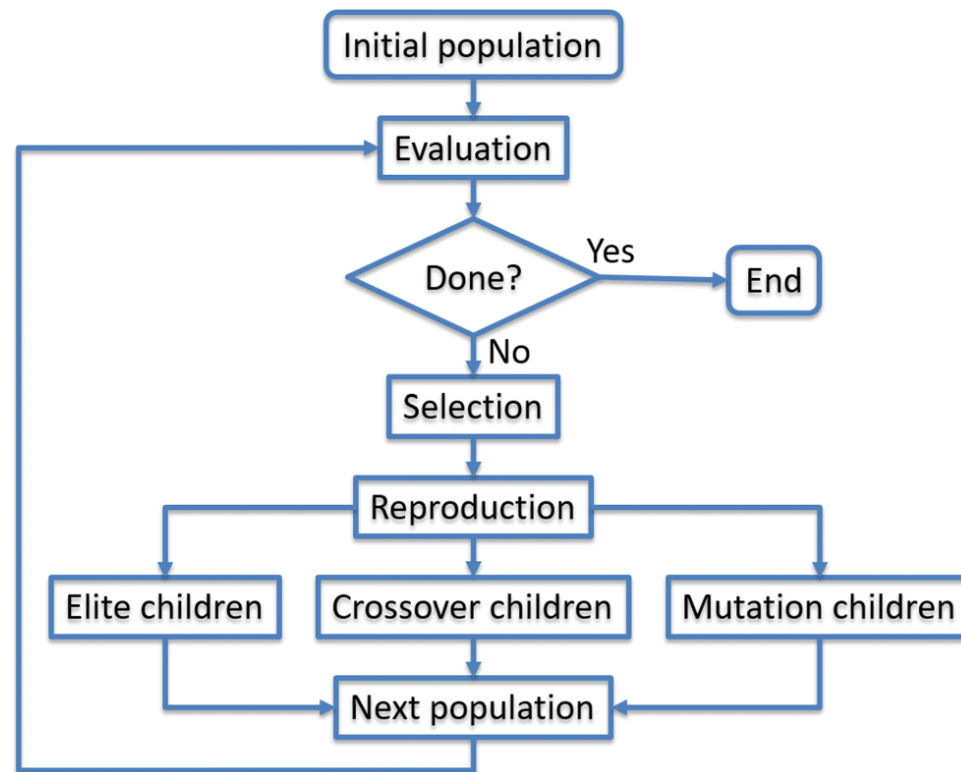 Initial population
Evaluation
Yes
Done?
End
No
Selection
Reproduction
Elite children
Crossover children
Mutation children
Next population